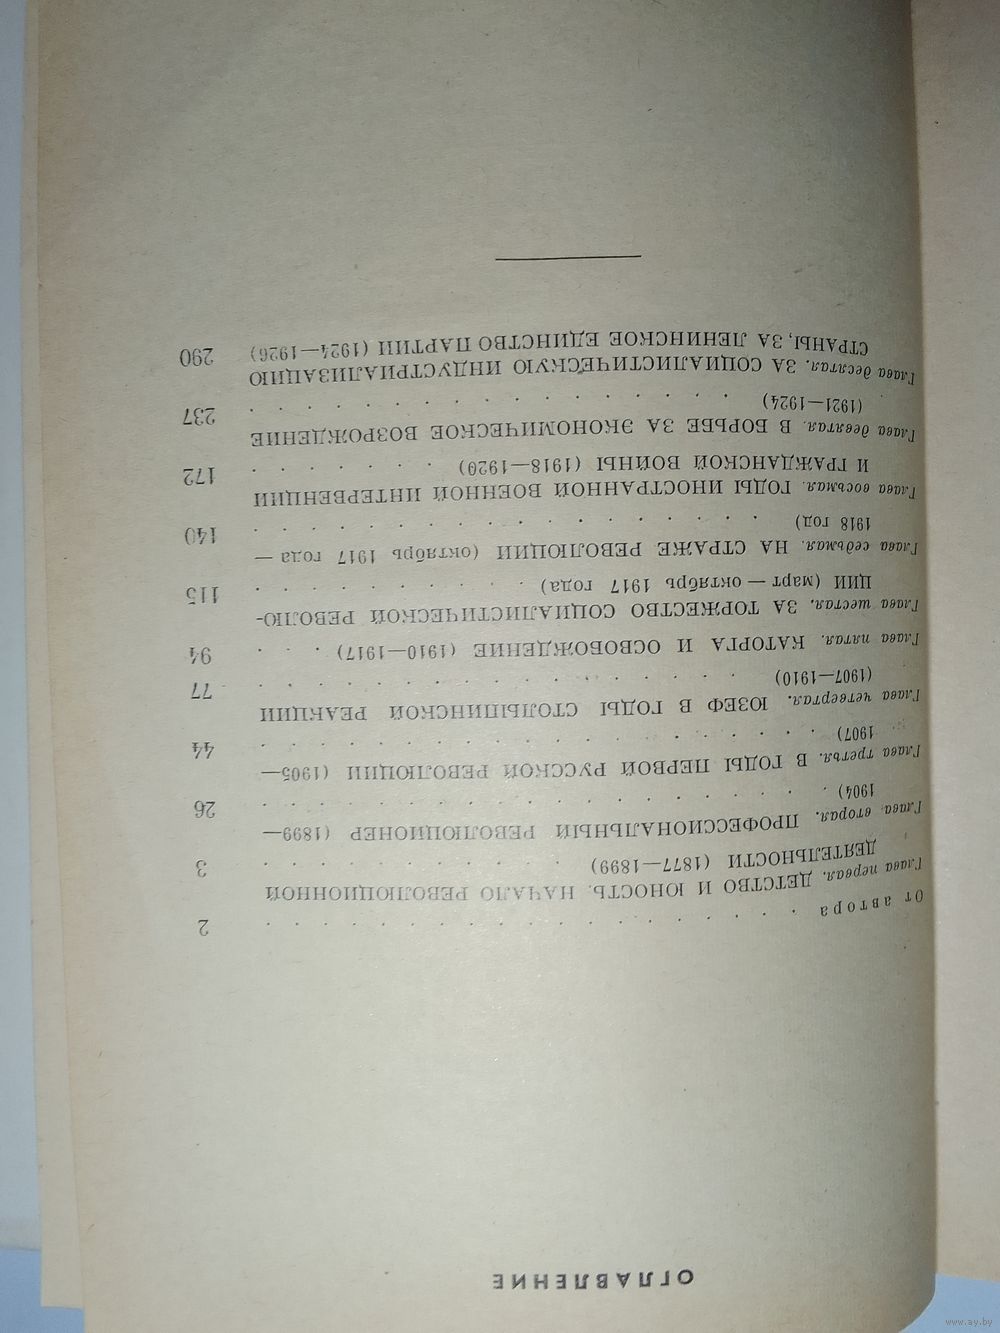 ОГЛАВЛЕНИЕ
От автора . . . . . . . . . . . . . . . . . . 2
Глава первая. ДЕТСТВО И ЮНОСТЬ. НАЧАЛО РЕВОЛЮЦИОННОЙ
ДЕЯТЕЛЬНОСТИ (1877—1899) . . . . . . . . . . . 3
Глава вторая. ПРОФЕССИОНАЛЬНЫЙ РЕВОЛЮЦИОНЕР (1899—
1904) . . . . . . . . . . . . . . . . . . . . 26
Глава третья. В ГОДЫ ПЕРВОЙ РУССКОЙ РЕВОЛЮЦИИ (1905—
1907) . . . . . . . . . . . . . . . . . . . . 44
Глава четвертая. ЮЗЕФ В ГОДЫ СТОЛЫПИНСКОЙ РЕАКЦИИ
(1907—1910) . . . . . . . . . . . . . . . . . 77
Глава пятая. КАТОРГА И ОСВОБОЖДЕНИЕ (1910—1917) . . . 94
Глава шестая. ЗА ТОРЖЕСТВО СОЦИАЛИСТИЧЕСКОЙ РЕВОЛЮ-
ЦИИ (март — октябрь 1917 года) . . . . . . . . . . 115
Глава седьмая. НА СТРАЖЕ РЕВОЛЮЦИИ (октябрь 1917 года —
1918 год) . . . . . . . . . . . . . . . . . . 140
Глава восьмая. ГОДЫ ИНОСТРАННОЙ ВОЕННОЙ ИНТЕРВЕНЦИИ
И ГРАЖДАНСКОЙ ВОЙНЫ (1918—1920) . . . . . . . 172
Глава девятая. В БОРЬБЕ ЗА ЭКОНОМИЧЕСКОЕ ВОЗРОЖДЕНИЕ
(1921—1924) . . . . . . . . . . . . . . . . . 237
Глава десятая. ЗА СОЦИАЛИСТИЧЕСКУЮ ИНДУСТРИАЛИЗАЦИЮ
СТРАНЫ, ЗА ЛЕНИНСКОЕ ЕДИНСТВО ПАРТИИ (1924—1926) 290
www.ay.by